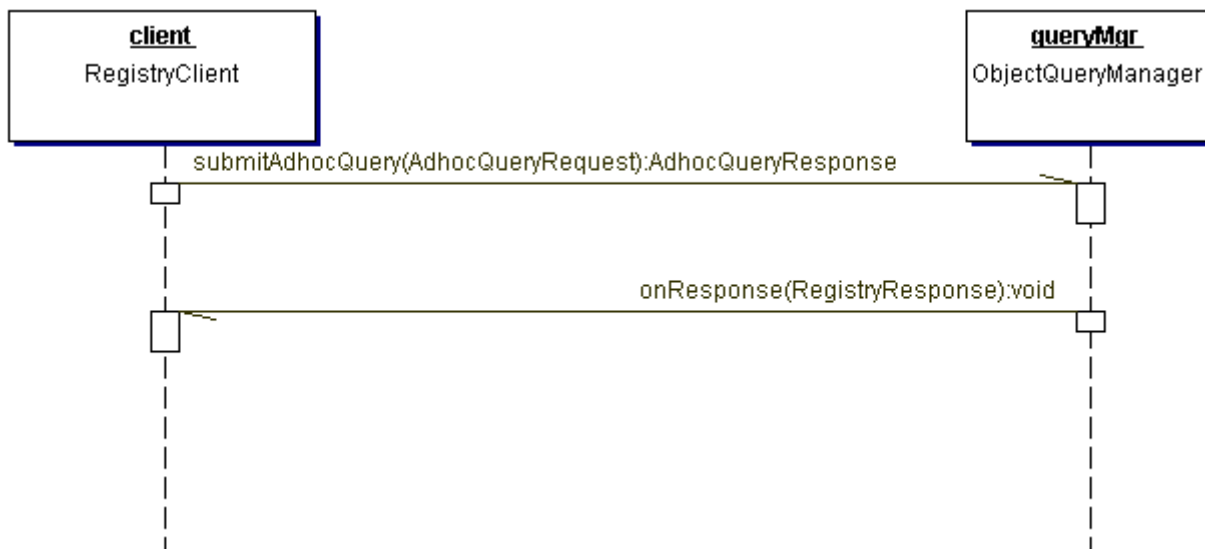 client
RegistryClient
queryMgr
ObjectQueryManager
submitAdhocQuery(AdhocQueryRequest):AdhocQueryResponse
onResponse(RegistryResponse):void